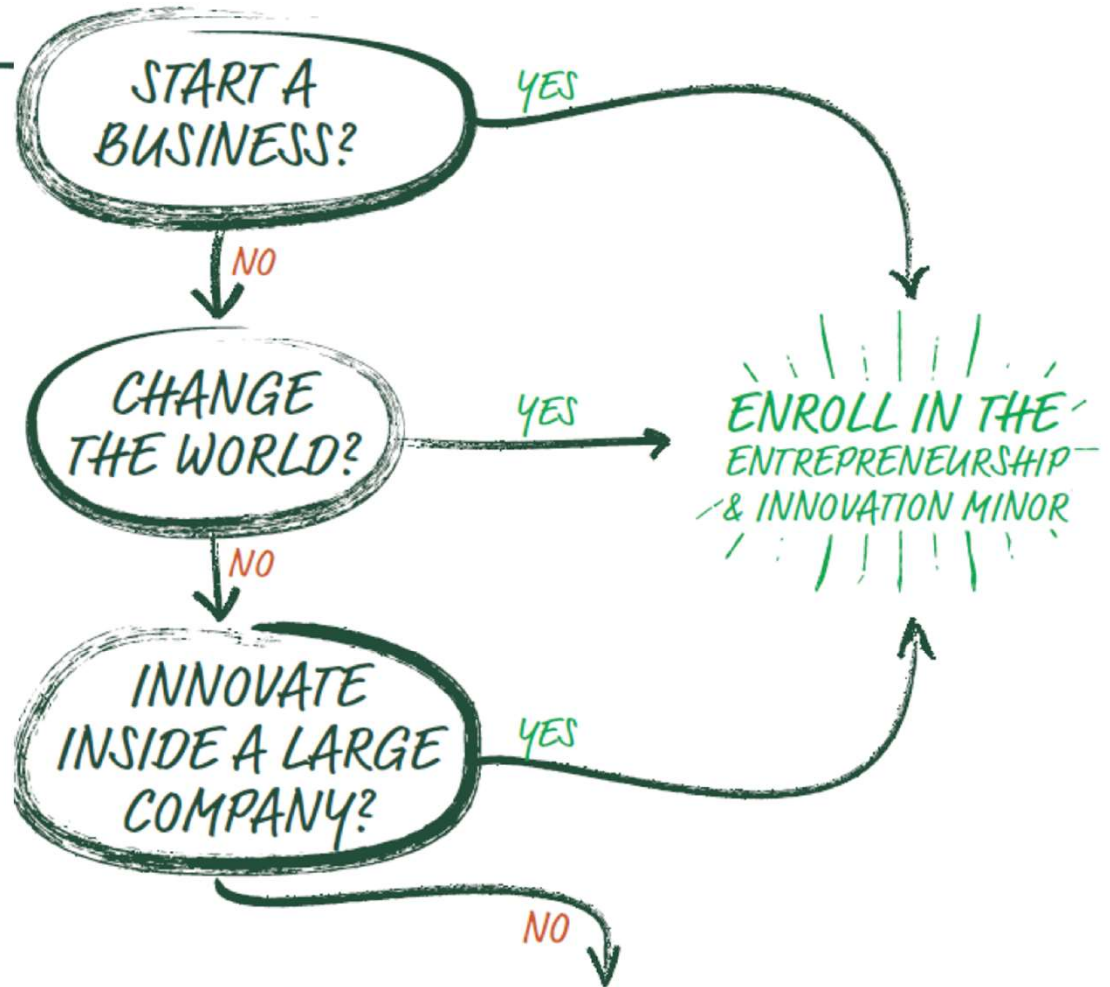 START A
BUSINESS?
YES
NO
CHANGE
THE WORLD?
YES
ENROLL IN THE
ENTREPRENEURSHIP
& INNOVATION MINOR
NO
INNOVATE
INSIDE A LARGE
COMPANY?
YES
NO